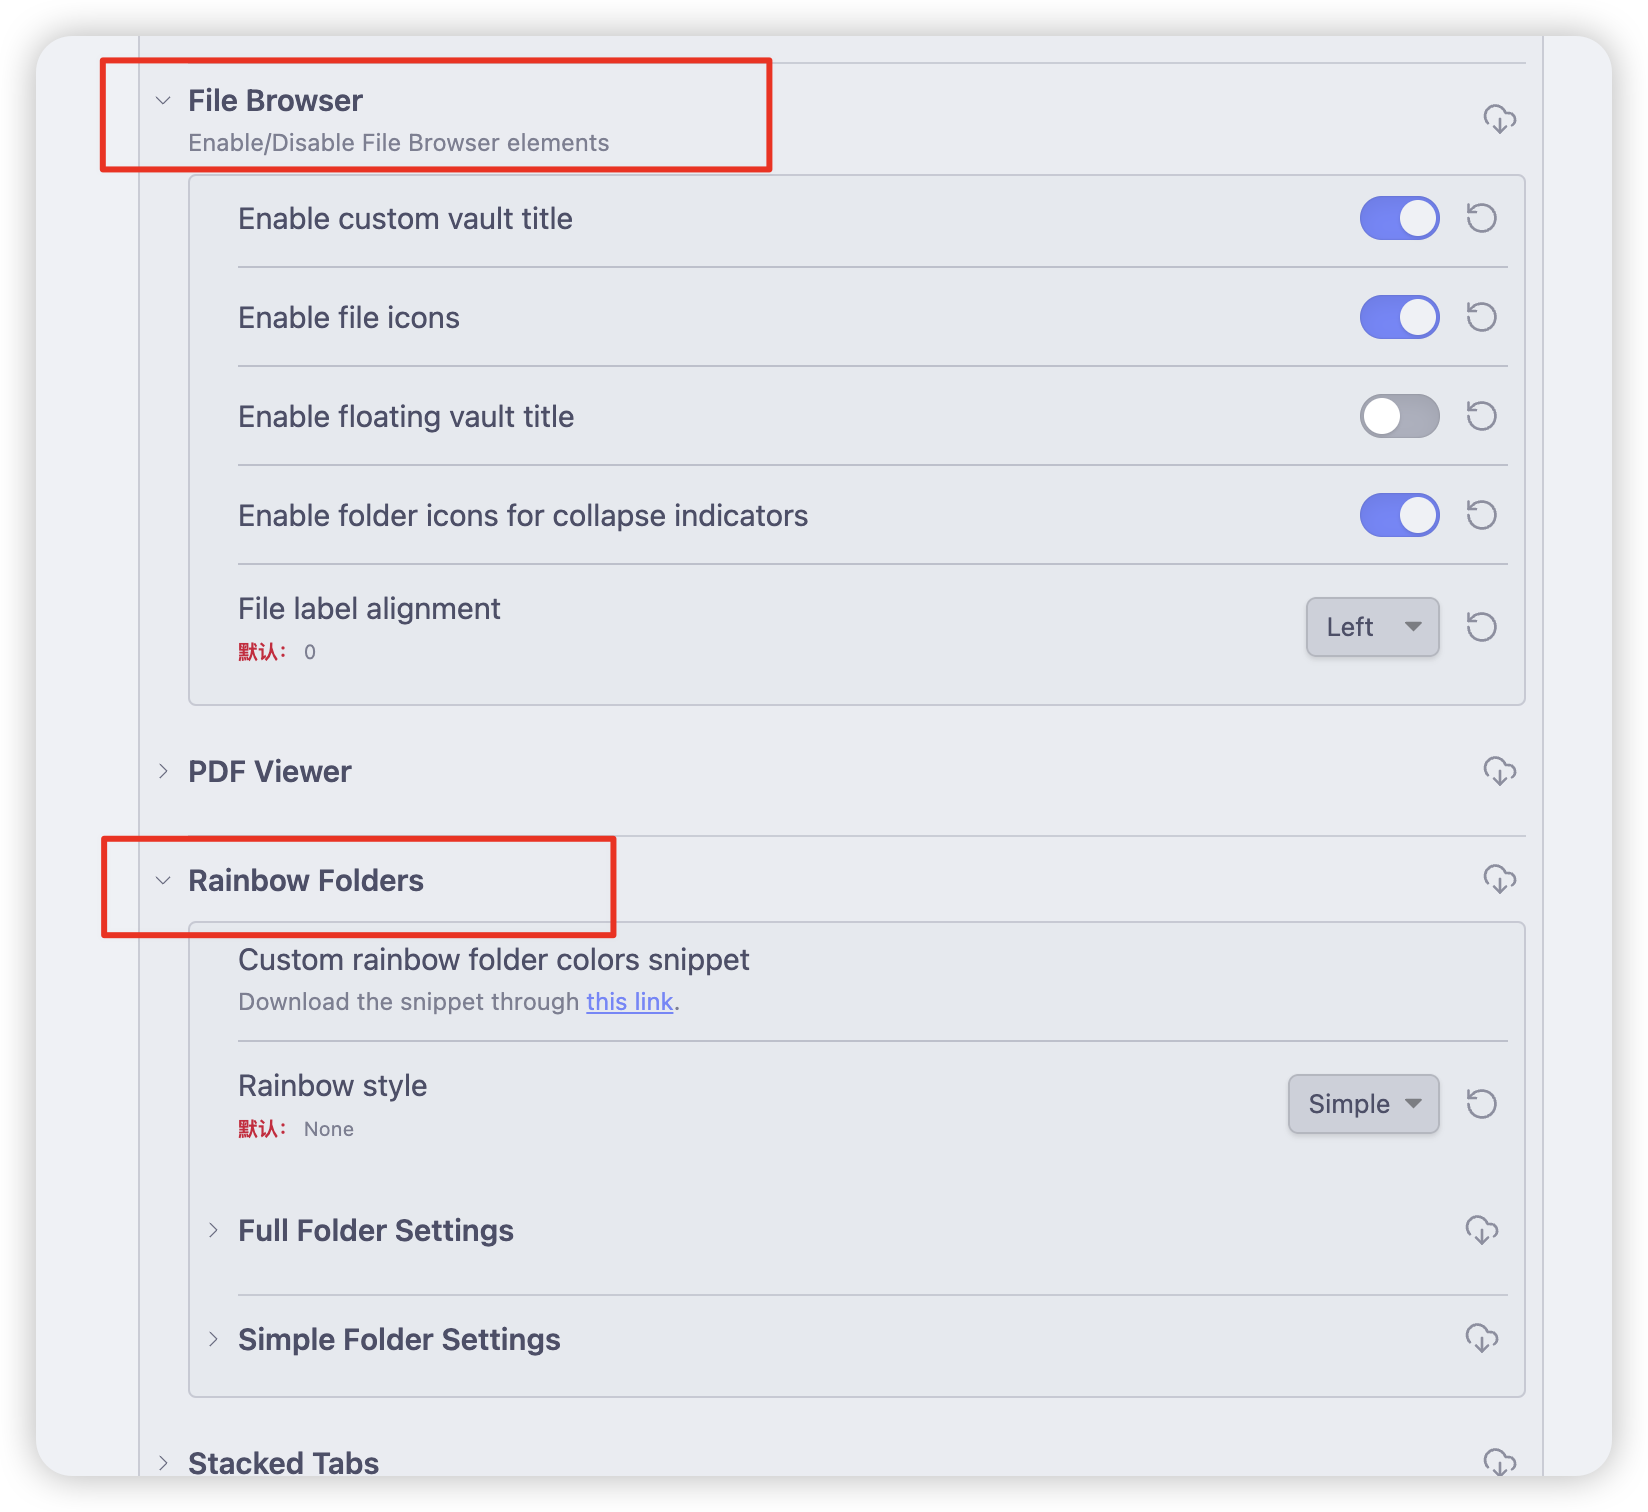 File Browser
Enable/Disable File Browser elements
Enable custom vault title
Enable file icons
Enable floating vault title
Enable folder icons for collapse indicators
File label alignment
Left
默认： 0
PDF Viewer
Rainbow Folders
Custom rainbow folder colors snippet
Download the snippet through this link.
Rainbow style
Simple
默认： None
Full Folder Settings
Simple Folder Settings
Stacked Tabs